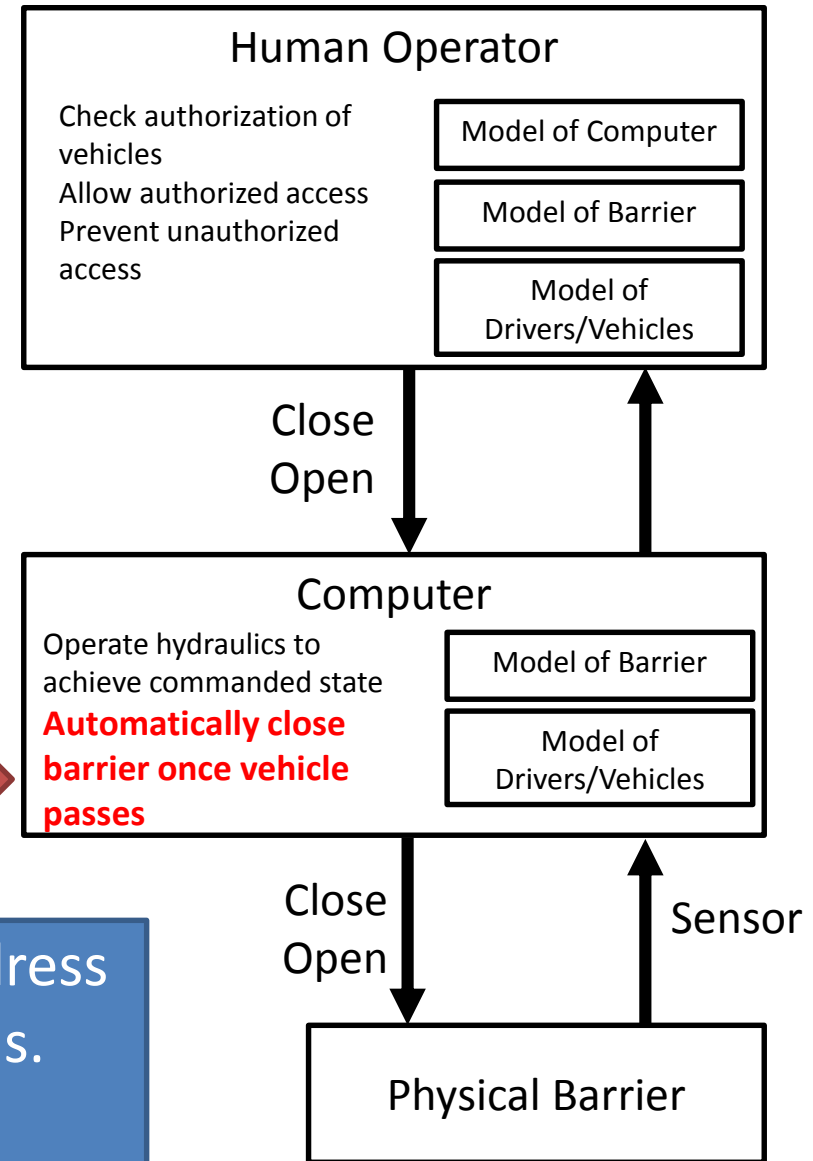 Human Operator
Check authorization of
vehicles
Allow authorized access
Prevent unauthorized
access
Model of Computer
Model of Barrier
Model of
Drivers/Vehicles
Close
Open
Computer
Operate hydraulics to
achieve commanded state
Automatically close
barrier once vehicle
passes
Model of Barrier
Model of
Drivers/Vehicles
Close
Open
Sensor
Physical Barrier